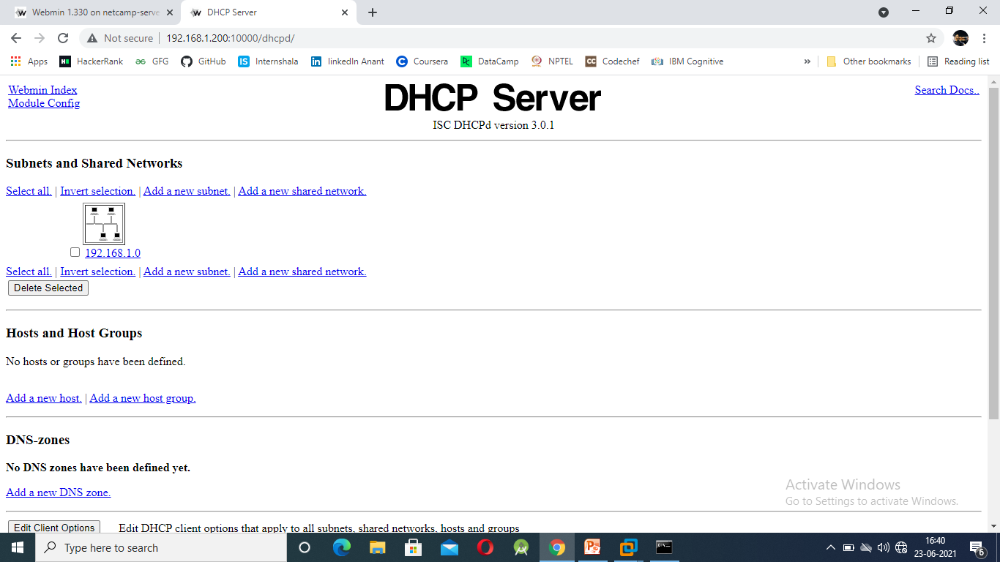 Webmin 1.330 on netcamp-serve
DHCP Server
Not secure
192.168.1.200:10000/dhcpd/
Apps
HackerRank
GFG
GitHub
IS
Internshala
in
linkedIn Anant
Coursera
DataCamp
NPTEL
CC
Codechef
IBM Cognitive
»
Other bookmarks
Reading list
Webmin Index
Module Config
DHCP Server
ISC DHCPd version 3.0.1
Search Docs..
Subnets and Shared Networks
Select all. | Invert selection. | Add a new subnet. | Add a new shared network.
192.168.1.0
Select all. | Invert selection. | Add a new subnet. | Add a new shared network.
Delete Selected
Hosts and Host Groups
No hosts or groups have been defined.
Add a new host. | Add a new host group.
DNS-zones
No DNS zones have been defined yet.
Add a new DNS zone.
Activate Windows
Go to Settings to activate Windows.
Edit Client Options
Edit DHCP client options that apply to all subnets, shared networks, hosts and groups
Type here to search
16:40
23-06-2021
6